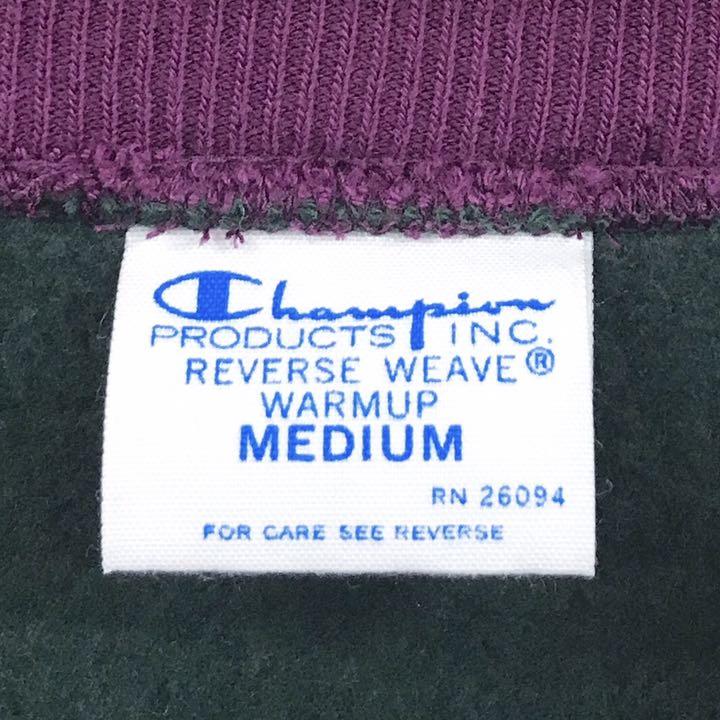 Champion
PRODUCTS INC.
REVERSE WEAVE®
WARMUP
MEDIUM
RN 26094
FOR CARE SEE REVERSE